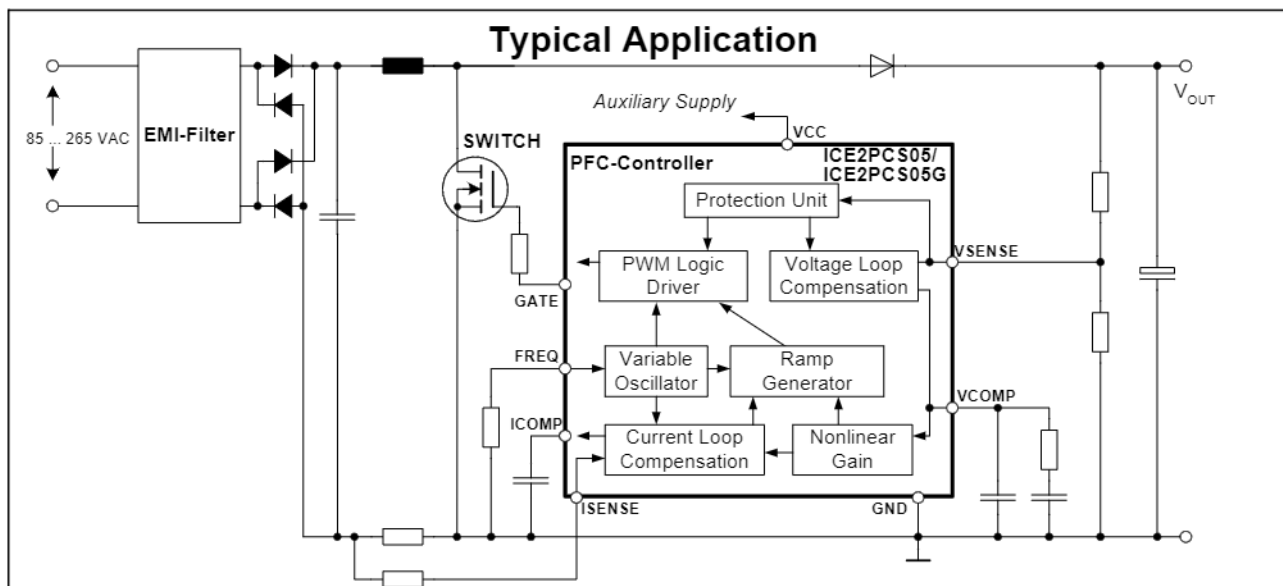 Typical Application
V_OUT
Auxiliary Supply
85 ... 265 VAC
EMI-Filter
VCC
SWITCH
PFC-Controller
ICE2PCS05/
ICE2PCS05G
Protection Unit
VSENSE
PWM Logic
Driver
Voltage Loop
Compensation
GATE
FREQ
Variable
Oscillator
Ramp
Generator
VCOMP
ICOMP
Current Loop
Compensation
Nonlinear
Gain
ISENSE
GND